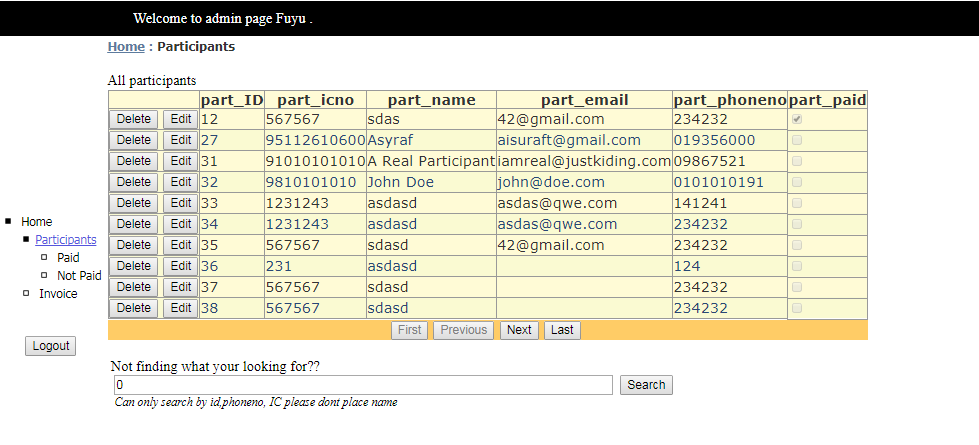 Welcome to admin page Fuyu .
Home : Participants
All participants
part_ID part_icno part_name part_email part_phoneno part_paid
Delete Edit 12 567567 sdas 42@gmail.com 234232
Delete Edit 27 95112610600 Asyraf aisuraft@gmail.com 019356000
Delete Edit 31 91010101010 A Real Participant iamreal@justkiding.com 09867521
Delete Edit 32 9810101010 John Doe john@doe.com 0101010191
Delete Edit 33 1231243 asdasd asdas@qwe.com 141241
Delete Edit 34 1231243 asdasd asdas@qwe.com 234232
Delete Edit 35 567567 sdasd 42@gmail.com 234232
Delete Edit 36 231 asdasd 124
Delete Edit 37 567567 sdasd 234232
Delete Edit 38 567567 sdasd 234232
First Previous Next Last
Home
Participants
Paid
Not Paid
Invoice
Logout
Not finding what your looking for??
0 Search
Can only search by id,phoneno, IC please dont place name